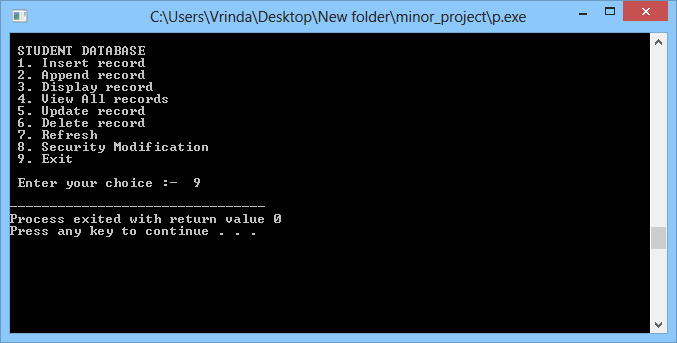 C:\Users\Vrinda\Desktop\New folder\minor_project\p.exe
STUDENT DATABASE
1. Insert record
2. Append record
3. Display record
4. View All records
5. Update record
6. Delete record
7. Refresh
8. Security Modification
9. Exit
Enter your choice :-  9
--------------------------------
Process exited with return value 0
Press any key to continue . . .